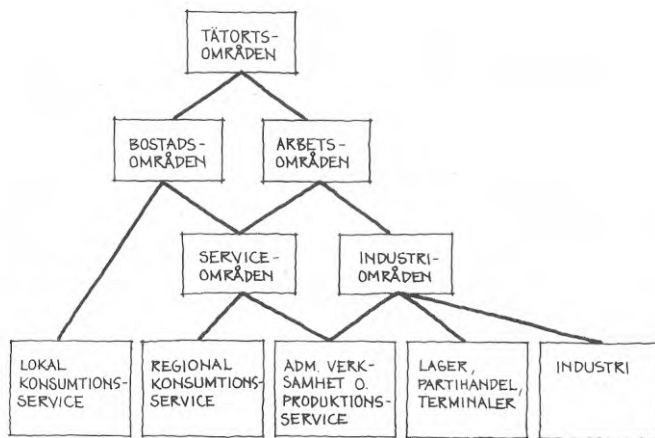 TÄTORTS-
OMRÅDEN
BOSTADS-
OMRÅDEN
ARBETS-
OMRÅDEN
SERVICE-
OMRÅDEN
INDUSTRI-
OMRÅDEN
LOKAL
KONSUMTIONS-
SERVICE
REGIONAL
KONSUMTIONS-
SERVICE
ADM. VERK-
SAMHET O.
PRODUKTIONS-
SERVICE
LAGER,
PARTIHANDEL,
TERMINALER
INDUSTRI